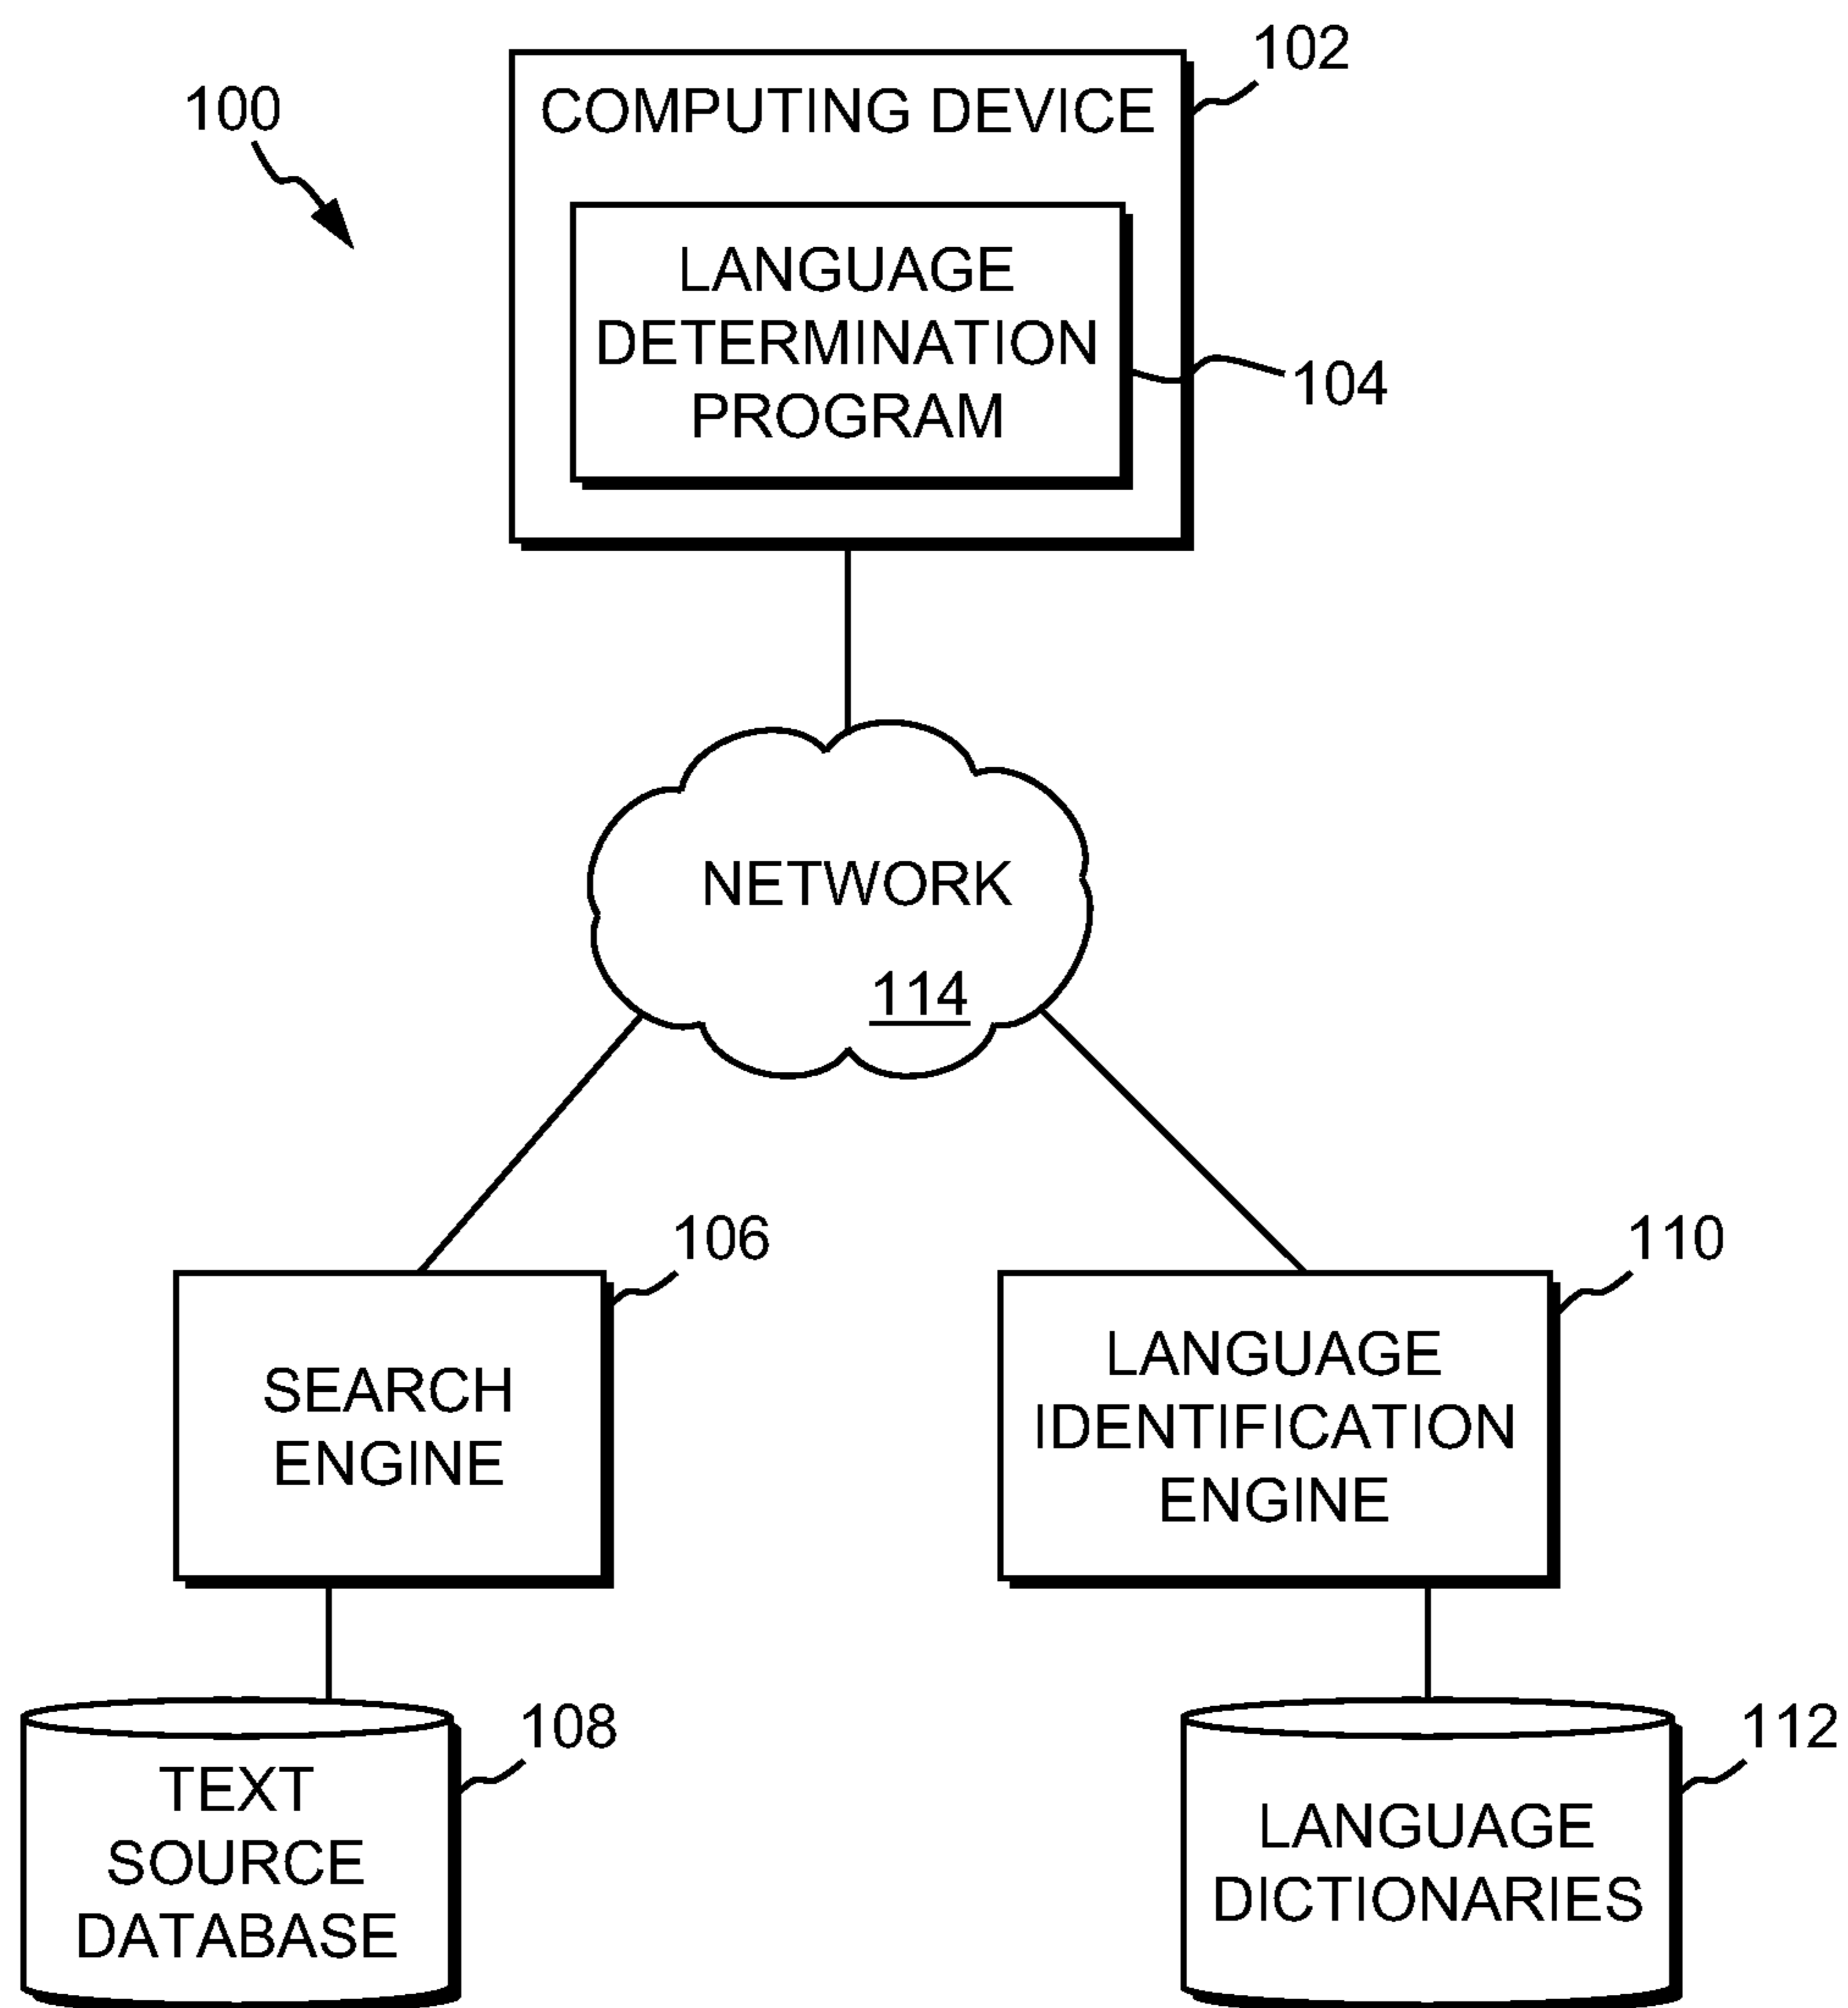 100
102
COMPUTING DEVICE
LANGUAGE
DETERMINATION
PROGRAM
104
NETWORK
114
106
SEARCH
ENGINE
110
LANGUAGE
IDENTIFICATION
ENGINE
108
TEXT
SOURCE
DATABASE
112
LANGUAGE
DICTIONARIES